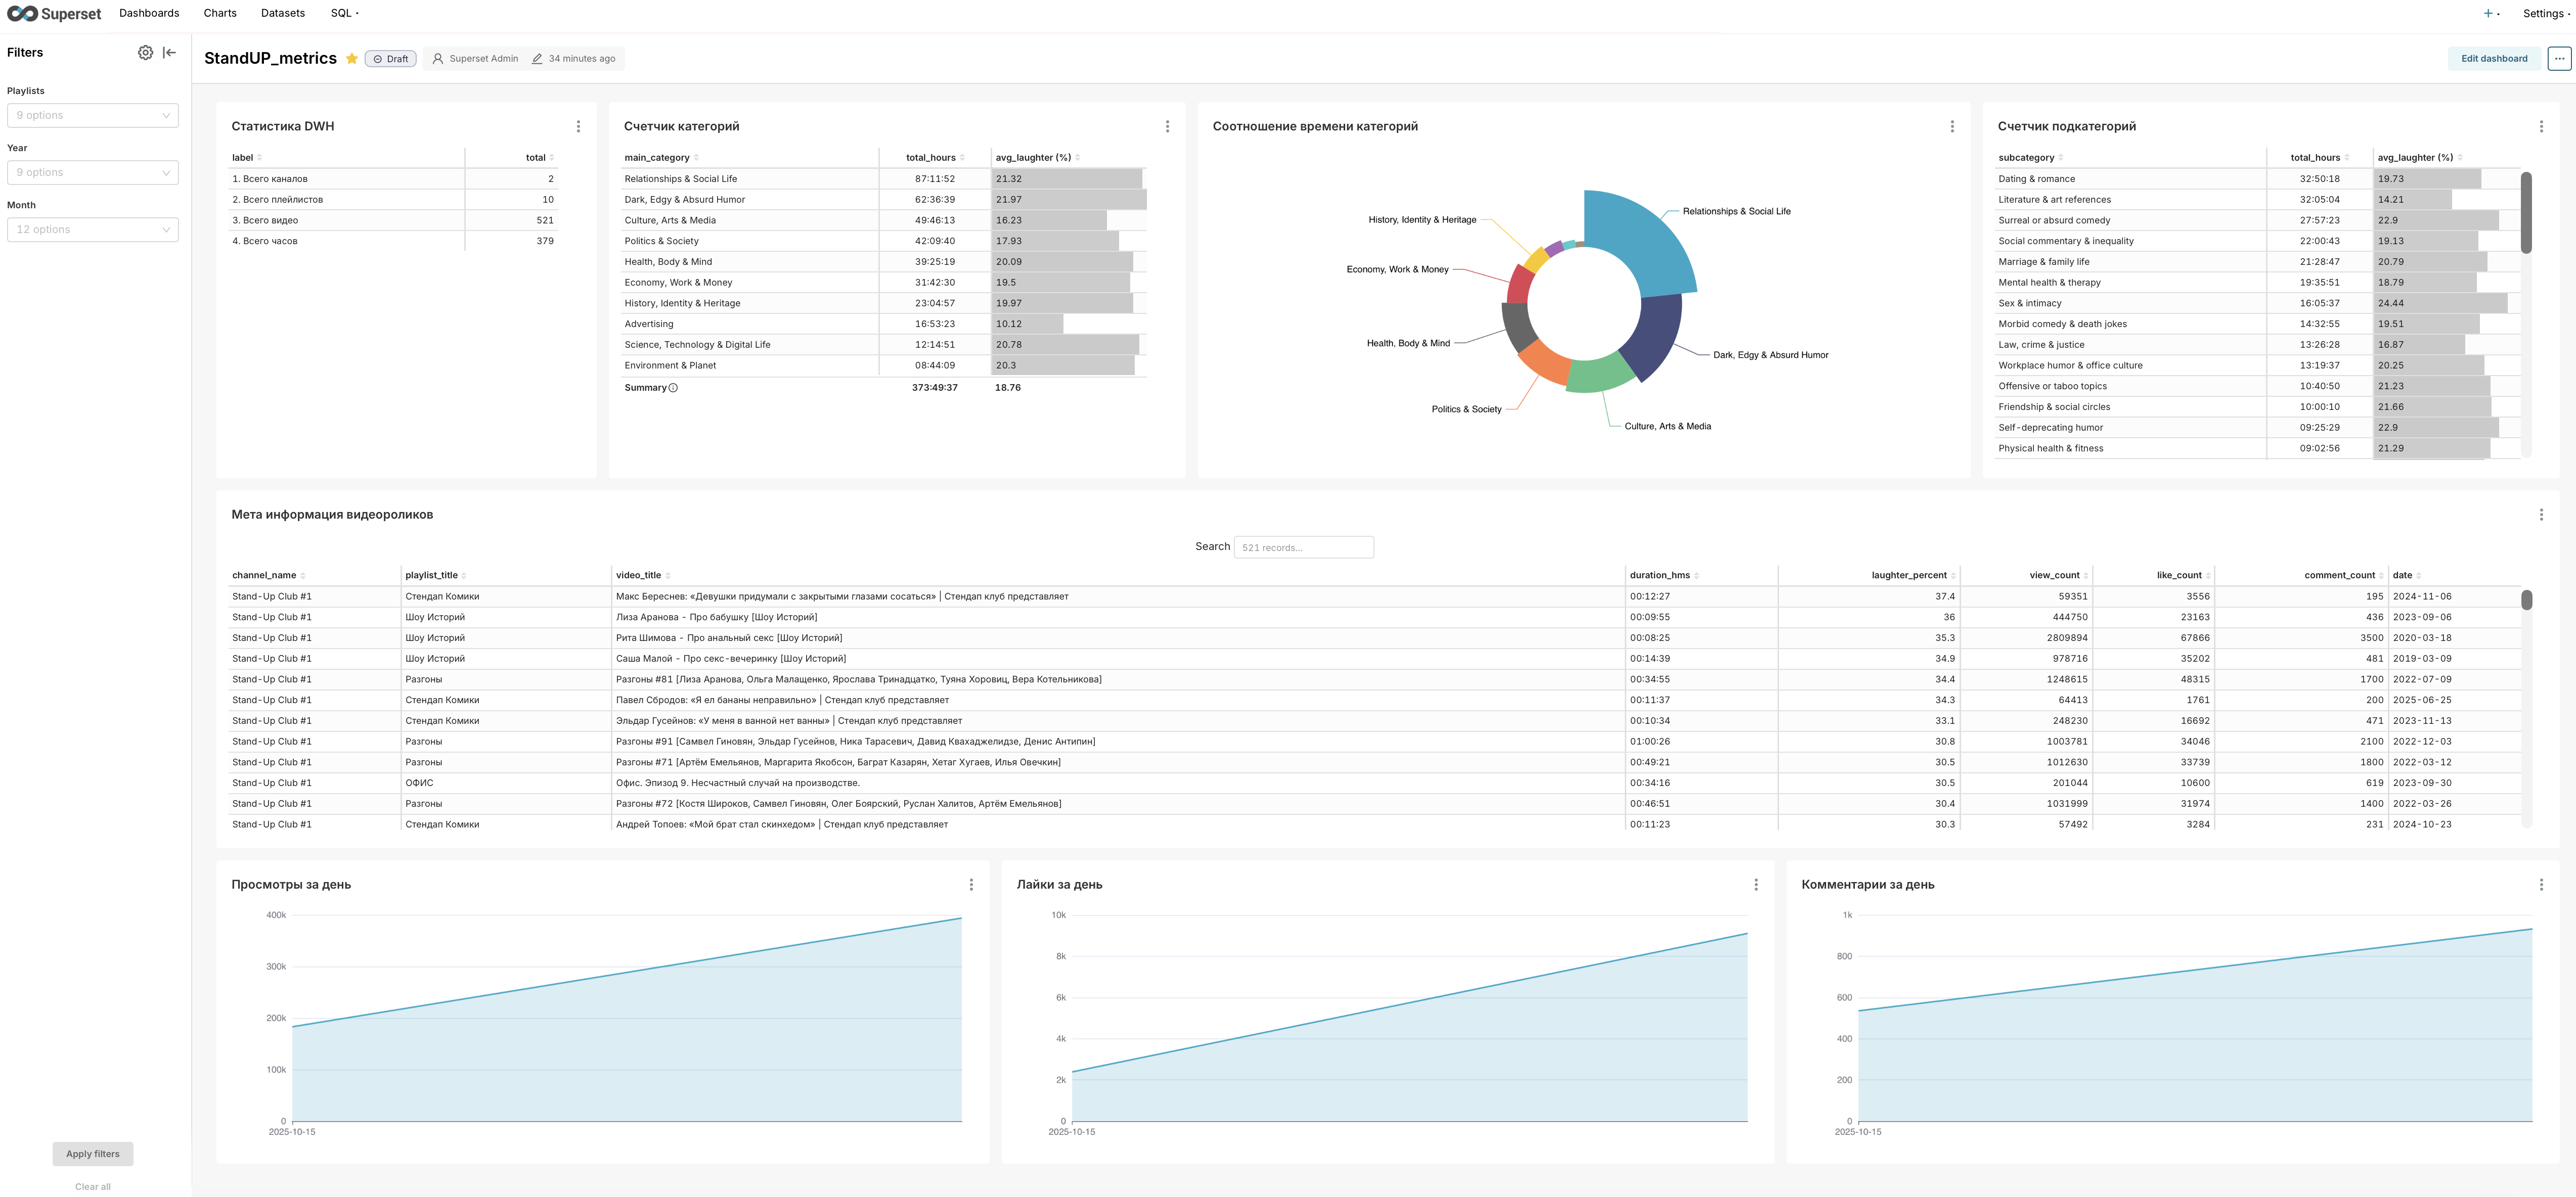 Superset Dashboards Charts Datasets SQL Settings
Filters
Playlists
9 options
Year
9 options
Month
12 options
Apply filters
Clear all
StandUP_metrics Draft Superset Admin 34 minutes ago Edit dashboard
Статистика DWH
label total
1. Всего каналов 2
2. Всего плейлистов 10
3. Всего видео 521
4. Всего часов 379
Счетчик категорий
main_category total_hours avg_laughter (%)
Relationships & Social Life 87:11:52 21.32
Dark, Edgy & Absurd Humor 62:36:39 21.97
Culture, Arts & Media 49:46:13 16.23
Politics & Society 42:09:40 17.93
Health, Body & Mind 39:25:19 20.09
Economy, Work & Money 31:42:30 19.5
History, Identity & Heritage 23:04:57 19.97
Advertising 16:53:23 10.12
Science, Technology & Digital Life 12:14:51 20.78
Environment & Planet 08:44:09 20.3
Summary 373:49:37 18.76
Соотношение времени категорий
Relationships & Social Life
History, Identity & Heritage
Economy, Work & Money
Health, Body & Mind
Dark, Edgy & Absurd Humor
Politics & Society
Culture, Arts & Media
Счетчик подкатегорий
subcategory total_hours avg_laughter (%)
Dating & romance 32:50:18 19.73
Literature & art references 32:05:04 14.21
Surreal or absurd comedy 27:57:23 22.9
Social commentary & inequality 22:00:43 19.13
Marriage & family life 21:28:47 20.79
Mental health & therapy 19:35:51 18.79
Sex & intimacy 16:05:37 24.44
Morbid comedy & death jokes 14:32:55 19.51
Law, crime & justice 13:26:28 16.87
Workplace humor & office culture 13:19:37 20.25
Offensive or taboo topics 10:40:50 21.23
Friendship & social circles 10:00:10 21.66
Self-deprecating humor 09:25:29 22.9
Physical health & fitness 09:02:56 21.29
Мета информация видеороликов
Search 521 records...
channel_name playlist_title video_title duration_hms laughter_percent view_count like_count comment_count date
Stand-Up Club #1 Стендап Комики Макс Береснев: «Девушки придумали с закрытыми глазами сосаться» | Стендап клуб представляет 00:12:27 37.4 59351 3556 195 2024-11-06
Stand-Up Club #1 Шоу Историй Лиза Аранова - Про бабушку [Шоу Историй] 00:09:55 36 444750 23163 436 2023-09-06
Stand-Up Club #1 Шоу Историй Рита Шимова - Про анальный секс [Шоу Историй] 00:08:25 35.3 2809894 67866 3500 2020-03-18
Stand-Up Club #1 Шоу Историй Саша Малой - Про секс-вечеринку [Шоу Историй] 00:14:39 34.9 978716 35202 481 2019-03-09
Stand-Up Club #1 Разгоны Разгоны #81 [Лиза Аранова, Ольга Малащенко, Ярослава Тринадцатко, Туяна Хоровиц, Вера Котельникова] 00:34:55 34.4 1248615 48315 1700 2022-07-09
Stand-Up Club #1 Стендап Комики Павел Сбродов: «Я ел бананы неправильно» | Стендап клуб представляет 00:11:37 34.3 64413 1761 200 2025-06-25
Stand-Up Club #1 Стендап Комики Эльдар Гусейнов: «У меня в ванной нет ванны» | Стендап клуб представляет 00:10:34 33.1 248230 16692 471 2023-11-13
Stand-Up Club #1 Разгоны Разгоны #91 [Самвел Гиновян, Эльдар Гусейнов, Ника Тарасевич, Давид Квахаджелидзе, Денис Антипин] 01:00:26 30.8 1003781 34046 2100 2022-12-03
Stand-Up Club #1 Разгоны Разгоны #71 [Артём Емельянов, Маргарита Якобсон, Баграт Казарян, Хетаг Хугаев, Илья Овечкин] 00:49:21 30.5 1012630 33739 1800 2022-03-12
Stand-Up Club #1 ОФИС Офис. Эпизод 9. Несчастный случай на производстве. 00:34:16 30.5 201044 10600 619 2023-09-30
Stand-Up Club #1 Разгоны Разгоны #72 [Костя Широков, Самвел Гиновян, Олег Боярский, Руслан Халитов, Артём Емельянов] 00:46:51 30.4 1031999 31974 1400 2022-03-26
Stand-Up Club #1 Стендап Комики Андрей Топоев: «Мой брат стал скинхедом» | Стендап клуб представляет 00:11:23 30.3 57492 3284 231 2024-10-23
Просмотры за день
400k
300k
200k
100k
0
2025-10-15
Лайки за день
10k
8k
6k
4k
2k
0
2025-10-15
Комментарии за день
1k
800
600
400
200
0
2025-10-15